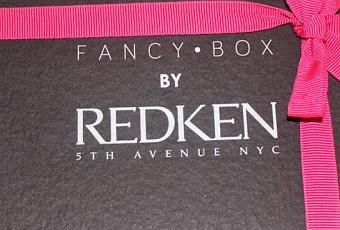 FANCY • BOX
BY
REDKEN
5TH AVENUE NYC